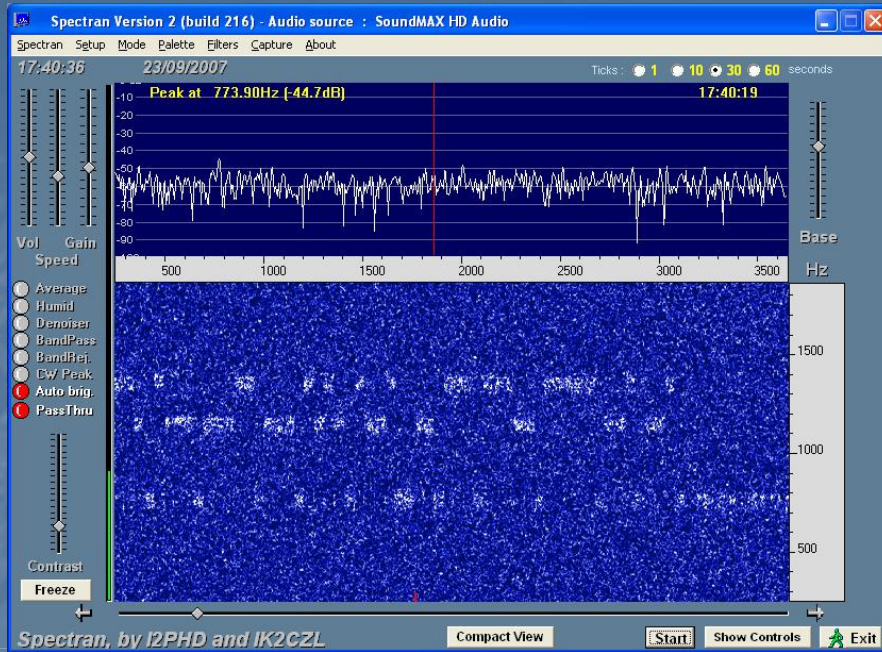 Spectran Version 2 (build 216) - Audio source : SoundMAX HD Audio
Spectran Setup Mode Palette Filters Capture About
17:40:36 23/09/2007 Ticks : 1 10 30 60 seconds
Peak at 773.90Hz (-44.7dB) 17:40:19
-10
-20
-30
-40
-50
-60
-70
-80
-90
Vol Gain
Speed
Base
500 1000 1500 2000 2500 3000 3500 Hz
Average
Humid
Denoiser
BandPass
BandRej.
CW Peak
Auto brig.
PassThru
1500
1000
500
Contrast
Freeze
Spectran, by I2PHD and IK2CZL
Compact View Start Show Controls Exit